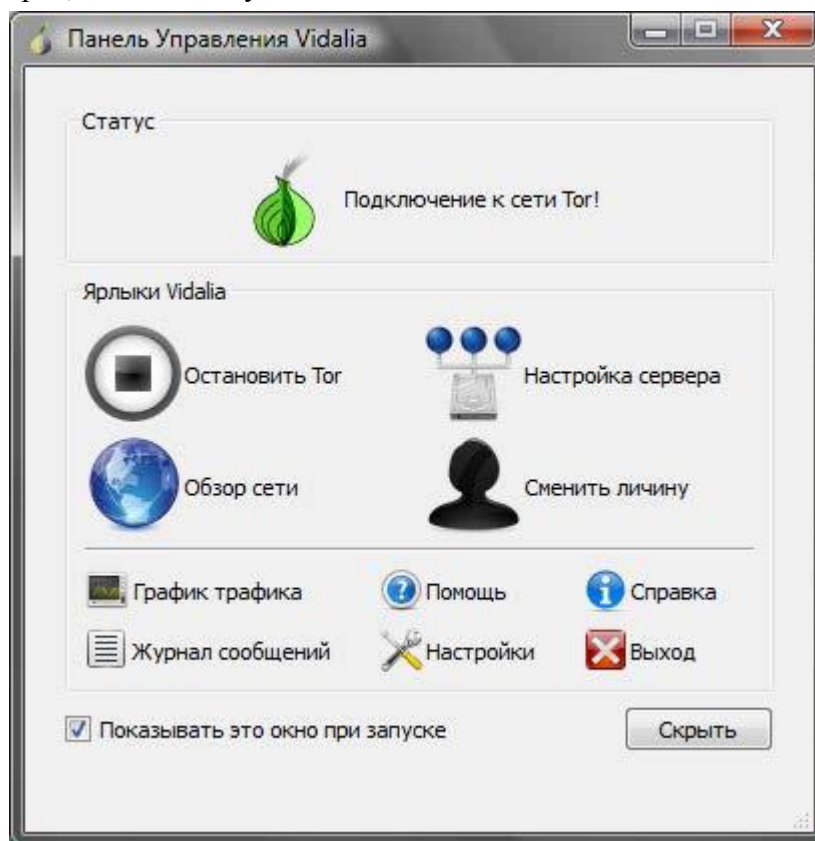 Панель Управления Vidalia
Статус
Подключение к сети Tor!
Ярлыки Vidalia
Остановить Tor
Настройка сервера
Обзор сети
Сменить личину
График трафика
Помощь
Справка
Журнал сообщений
Настройки
Выход
Показывать это окно при запуске
Скрыть